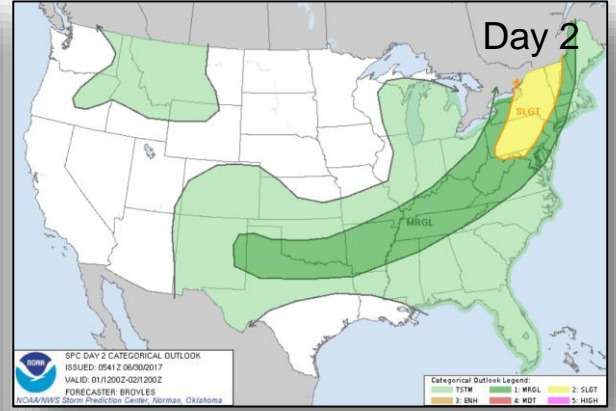 Day 2
SLGT
MRGL
NOAA
SPC DAY 2 CATEGORICAL OUTLOOK
ISSUED: 0541Z 06/30/2017
VALID: 01/1200Z-02/1200Z
FORECASTER: BROYLES
NOAA/NWS Storm Prediction Center, Norman, Oklahoma
Categorical Outlook Legend:
TSTM 1: MRGL 2: SLGT
3: ENH 4: MDT 5: HIGH